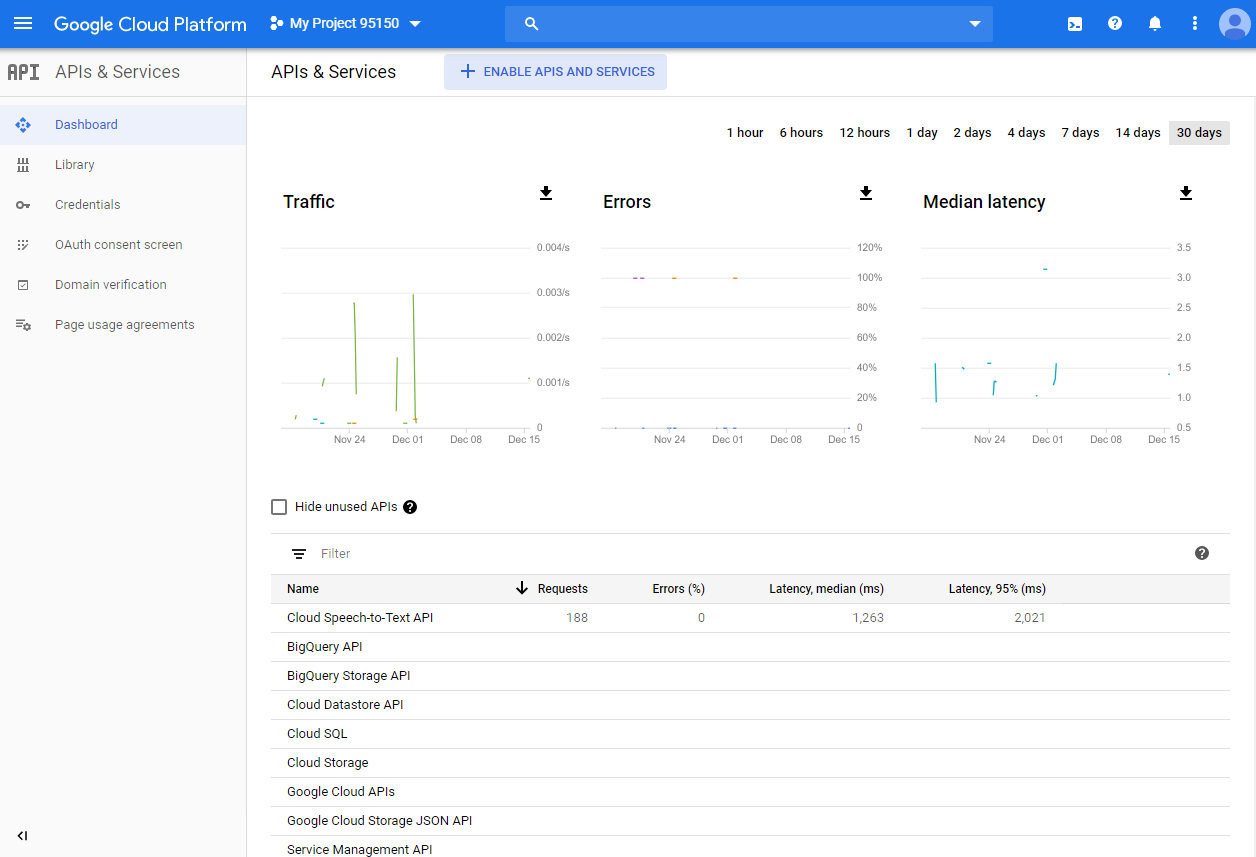 Google Cloud Platform
My Project 95150
API APIs & Services
Dashboard
Library
Credentials
OAuth consent screen
Domain verification
Page usage agreements
APIs & Services
ENABLE APIS AND SERVICES
1 hour 6 hours 12 hours 1 day 2 days 4 days 7 days 14 days 30 days
Traffic
0.004/s
0.003/s
0.002/s
0.001/s
0
Nov 24 Dec 01 Dec 08 Dec 15
Errors
120%
100%
80%
60%
40%
20%
0
Nov 24 Dec 01 Dec 08 Dec 15
Median latency
3.5
3.0
2.5
2.0
1.5
1.0
0.5
Nov 24 Dec 01 Dec 08 Dec 15
Hide unused APIs ?
Filter ?
Name Requests Errors (%) Latency, median (ms) Latency, 95% (ms)
Cloud Speech-to-Text API 188 0 1,263 2,021
BigQuery API
BigQuery Storage API
Cloud Datastore API
Cloud SQL
Cloud Storage
Google Cloud APIs
Google Cloud Storage JSON API
Service Management API